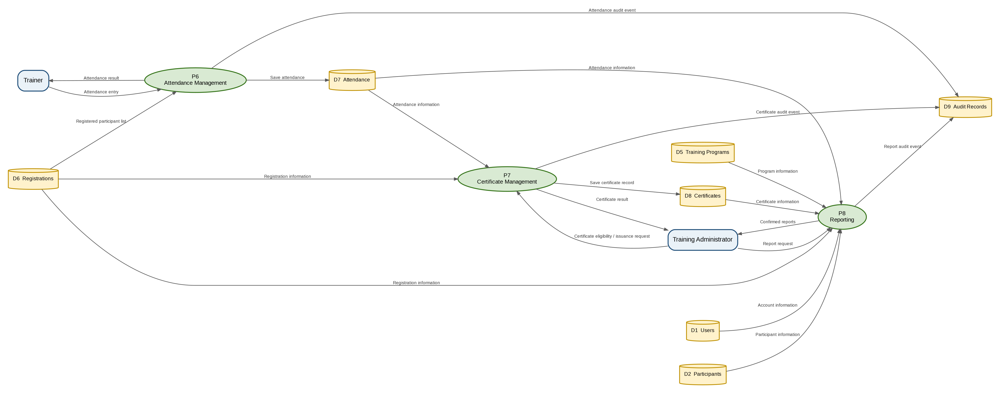 Attendance audit event
Attendance information
P6
Attendance Management
Trainer
Attendance result
Save attendance
D7  Attendance
Attendance entry
Attendance information
D9  Audit Records
Certificate audit event
Registered participant list
D5  Training Programs
Report audit event
Program information
D6  Registrations
Registration information
P7
Certificate Management
Save certificate record
D8  Certificates
Certificate result
Certificate information
P8
Reporting
Confirmed reports
Certificate eligibility / issuance request
Training Administrator
Report request
Registration information
Account information
D1  Users
Participant information
D2  Participants